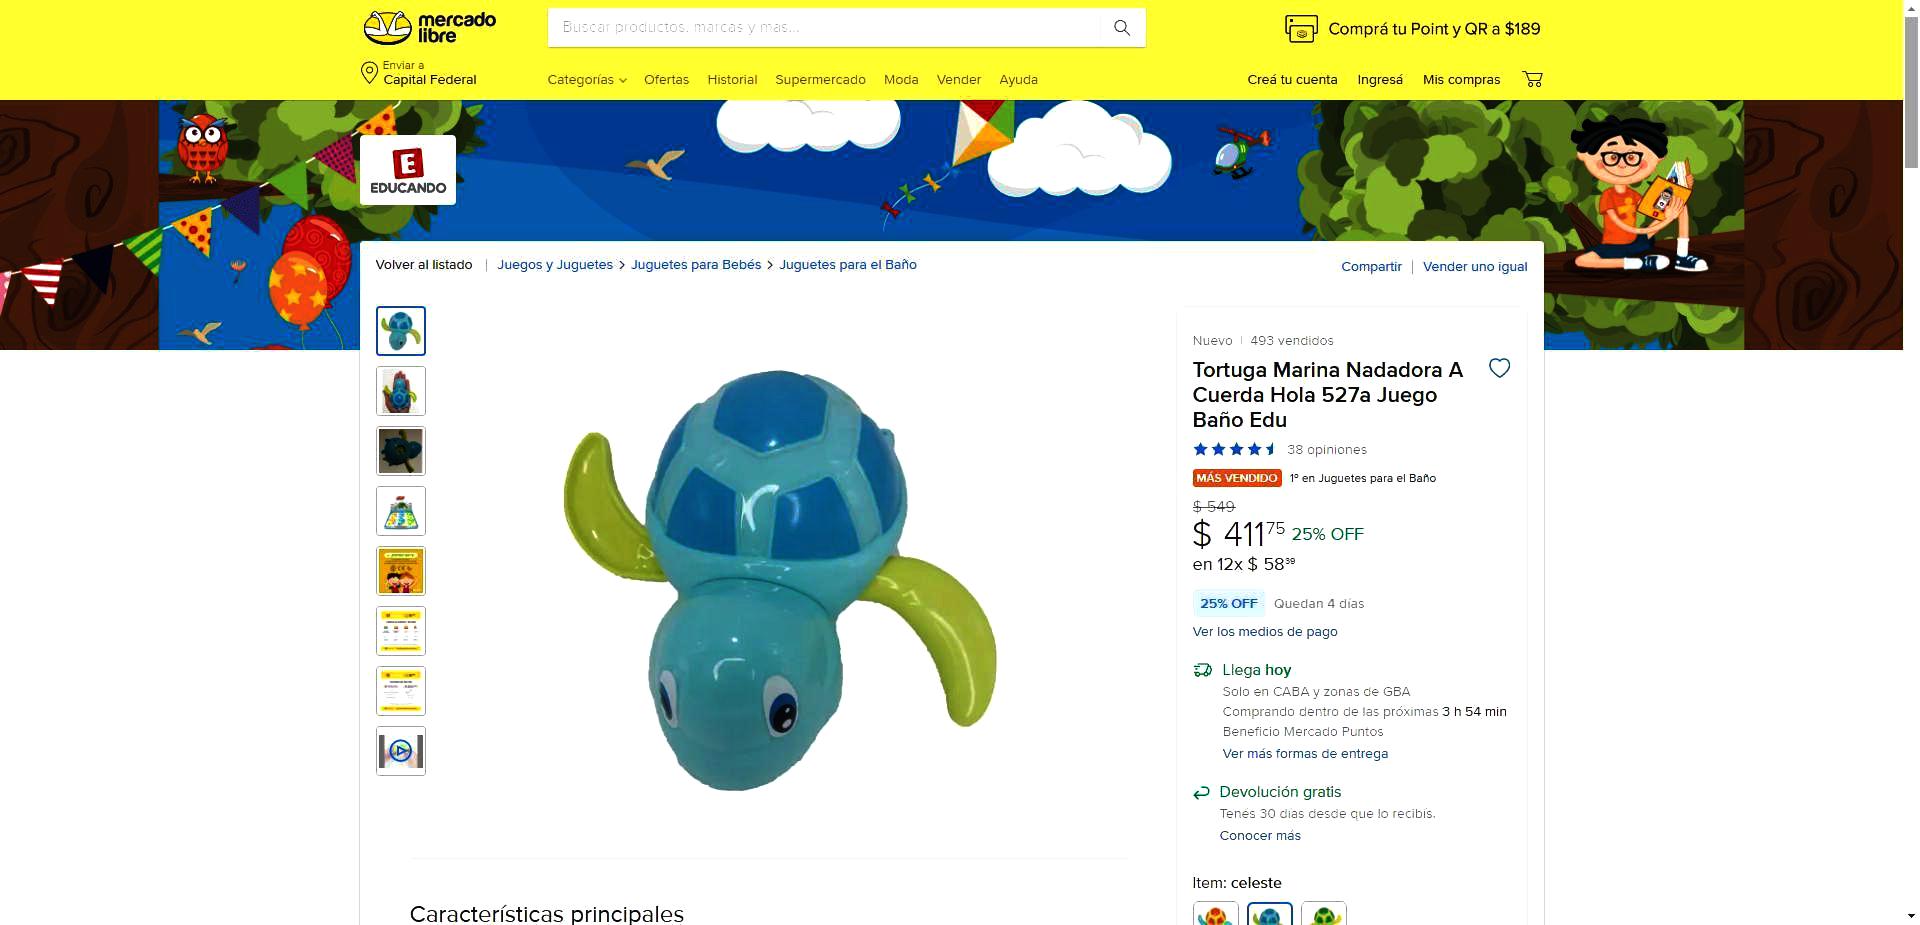 mercado
libre
Buscar productos, marcas y más...
Comprá tu Point y QR a $189
Enviar a
Capital Federal
Categorías
Ofertas
Historial
Supermercado
Moda
Vender
Ayuda
Creá tu cuenta
Ingresá
Mis compras
E
EDUCANDO
Volver al listado | Juegos y Juguetes > Juguetes para Bebés > Juguetes para el Baño
Compartir | Vender uno igual
Nuevo | 493 vendidos
Tortuga Marina Nadadora A
Cuerda Hola 527a Juego
Baño Edu
38 opiniones
MÁS VENDIDO 1º en Juguetes para el Baño
$ 549
$ 411 75 25% OFF
en 12x $ 58 39
25% OFF Quedan 4 días
Ver los medios de pago
Llega hoy
Solo en CABA y zonas de GBA
Comprando dentro de las próximas 3 h 54 min
Beneficio Mercado Puntos
Ver más formas de entrega
Devolución gratis
Tenés 30 días desde que lo recibís.
Conocer más
Item: celeste
Características principales